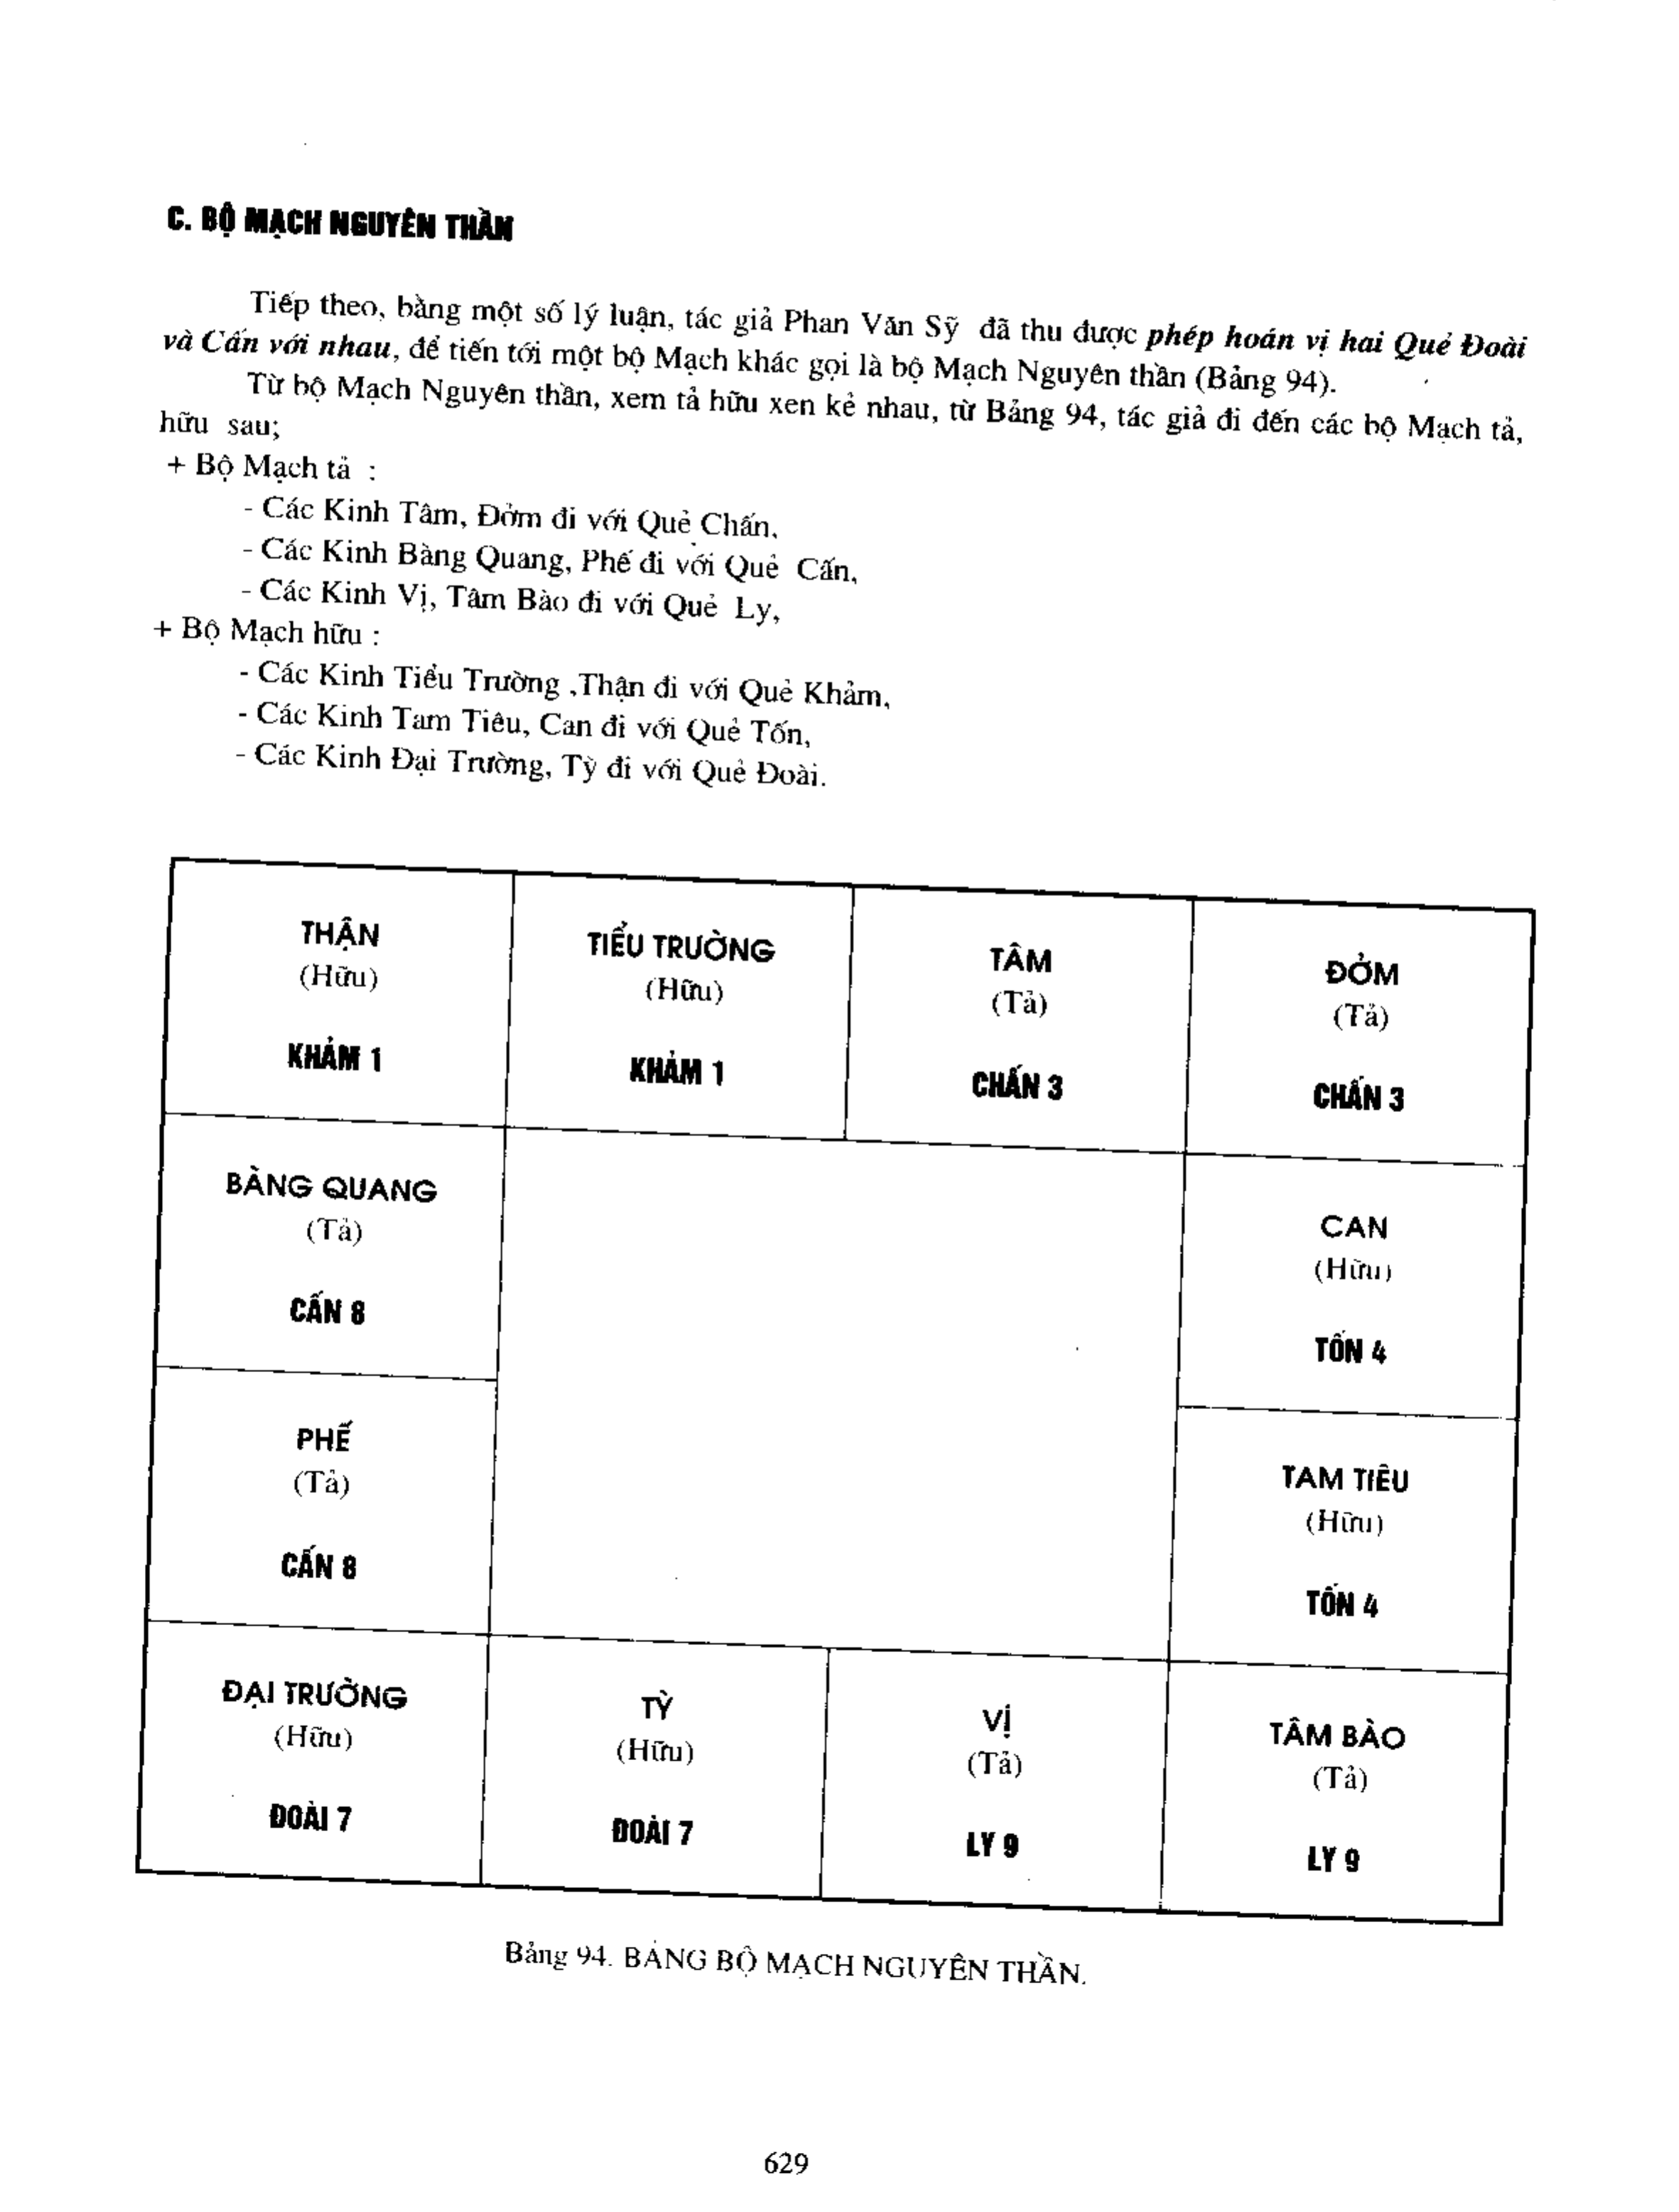 C. BỘ MẠCH NGUYÊN THẦN
Tiếp theo, bằng một số lý luận, tác giả Phan Văn Sỹ đã thu được phép hoán vị hai Quẻ Đoài
và Cấn với nhau, để tiến tới một bộ Mạch khác gọi là bộ Mạch Nguyên thần (Bảng 94).
Từ bộ Mạch Nguyên thần, xem tả hữu xen kẻ nhau, từ Bảng 94, tác giả đi đến các bộ Mạch tả,
hữu sau;
+ Bộ Mạch tả :
- Các Kinh Tâm, Đởm đi với Quẻ Chấn,
- Các Kinh Bàng Quang, Phế đi với Quẻ Cấn,
- Các Kinh Vị, Tâm Bào đi với Quẻ Ly,
+ Bộ Mạch hữu :
- Các Kinh Tiểu Trường ,Thận đi với Quẻ Khảm,
- Các Kinh Tam Tiêu, Can đi với Quẻ Tốn,
- Các Kinh Đại Trường, Tỳ đi với Quẻ Đoài.
THẬN
(Hữu)
KHẢM 1
TIỂU TRƯỜNG
(Hữu)
KHẢM 1
TÂM
(Tả)
CHẤN 3
ĐỞM
(Tả)
CHẤN 3
BÀNG QUANG
(Tả)
CẤN 8
CAN
(Hữu)
TỐN 4
PHẾ
(Tả)
CẤN 8
TAM TIÊU
(Hữu)
TỐN 4
ĐẠI TRƯỜNG
(Hữu)
ĐOÀI 7
TỲ
(Hữu)
ĐOÀI 7
VỊ
(Tả)
LY 9
TÂM BÀO
(Tả)
LY 9
Bảng 94. BẢNG BỘ MẠCH NGUYÊN THẦN.
629